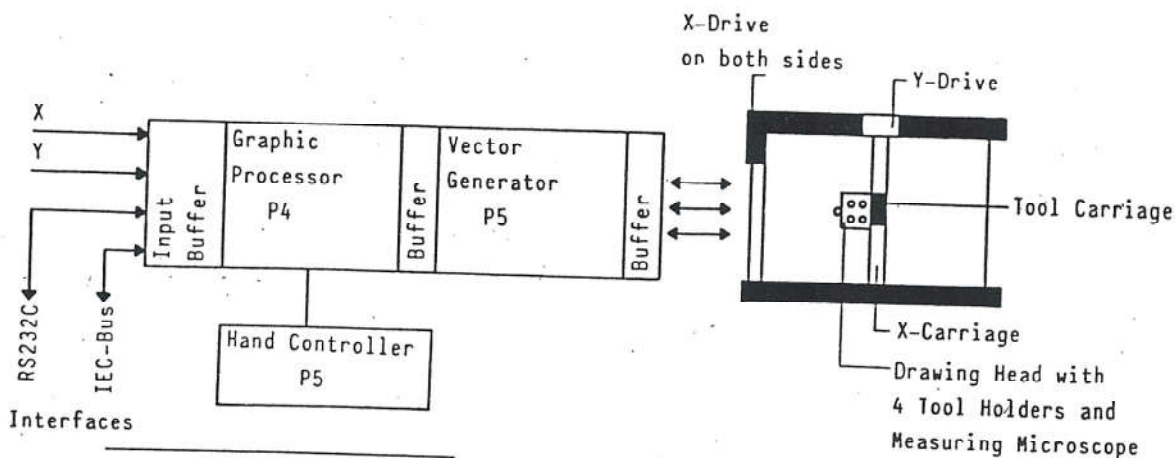 X-Drive
on both sides
Y-Drive
X
Y
Input
Buffer
Graphic
Processor
P4
Buffer
Vector
Generator
P5
Buffer
Tool Carriage
RS232C
IEC-Bus
Hand Controller
P5
X-Carriage
Drawing Head with
4 Tool Holders and
Measuring Microscope
Interfaces